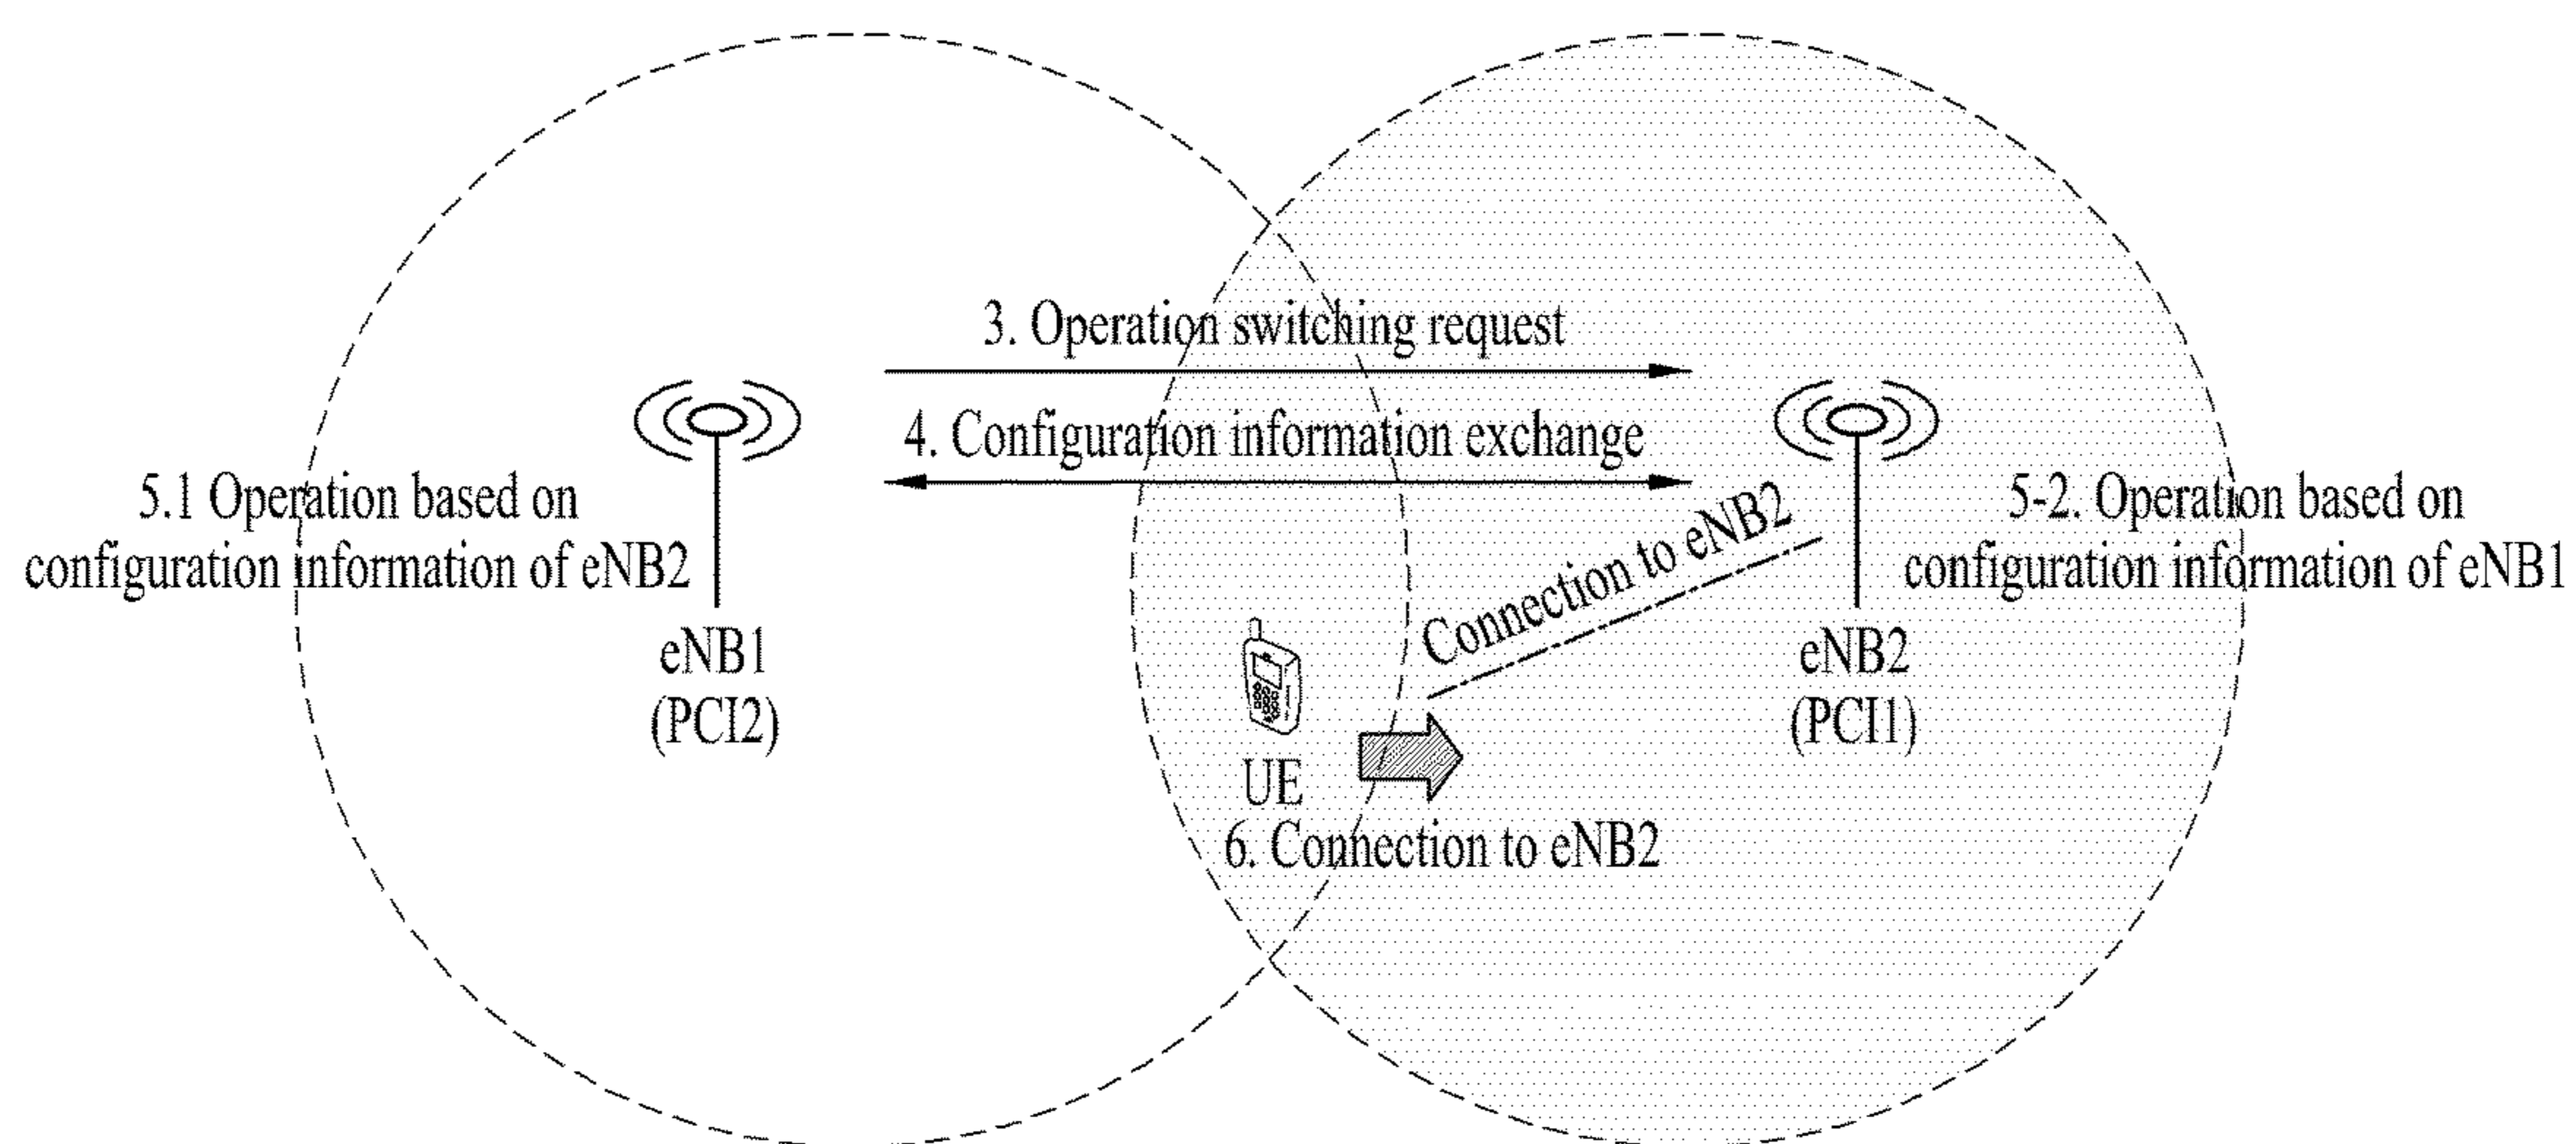 3. Operation switching request
4. Configuration information exchange
5.1 Operation based on
configuration information of eNB2
5-2. Operation based on
configuration information of eNB1
Connection to eNB2
eNB1
(PCI2)
eNB2
(PCI1)
UE
6. Connection to eNB2